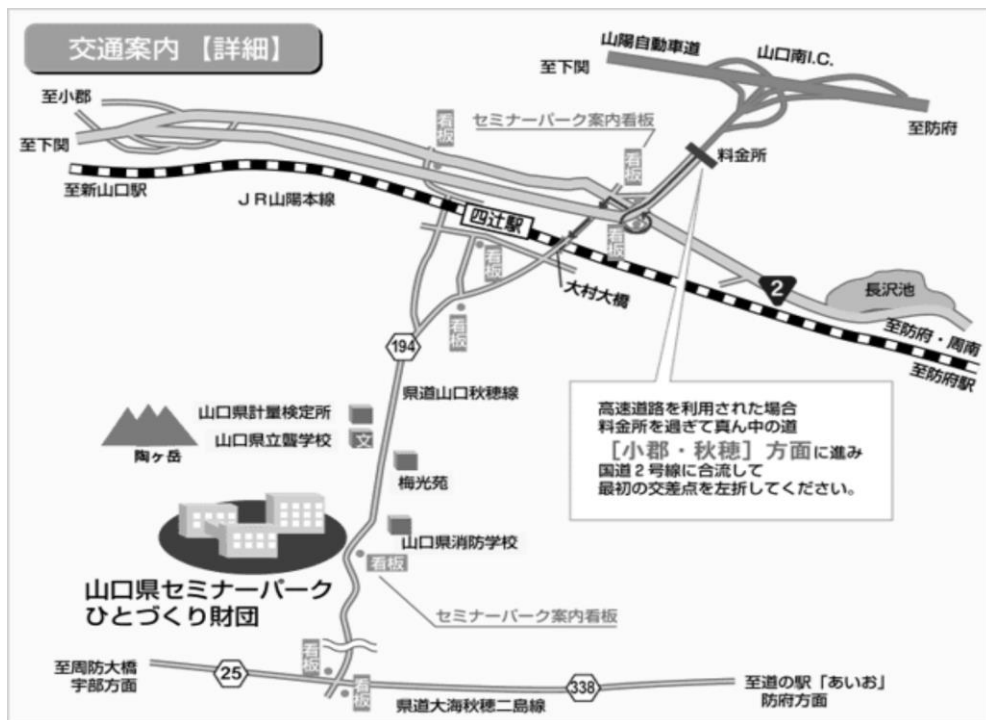 交通案内 【詳細】
山陽自動車道
山口南I.C.
至下関
至防府
至小郡
至下関
看板
セミナーパーク案内看板
看板
料金所
至新山口駅
JR山陽本線
四辻駅
看板
看板
大村大橋
2
長沢池
至防府・周南
至防府駅
看板
194
県道山口秋穂線
高速道路を利用された場合
料金所を過ぎて真ん中の道
[小郡・秋穂] 方面に進み
国道2号線に合流して
最初の交差点を左折してください。
山口県計量検定所
山口県立聾学校
文
陶ヶ岳
梅光苑
山口県消防学校
看板
山口県セミナーパーク
ひとづくり財団
セミナーパーク案内看板
看板
至周防大橋
宇部方面
25
看板
県道大海秋穂二島線
338
至道の駅「あいお」
防府方面